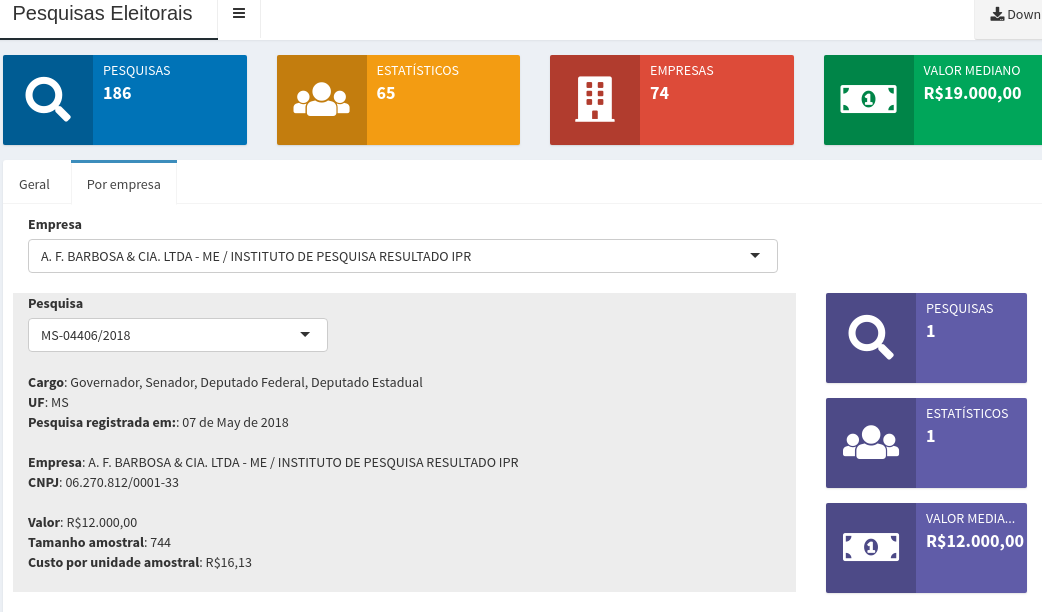 Pesquisas Eleitorais
Down
PESQUISAS
186
ESTATÍSTICOS
65
EMPRESAS
74
VALOR MEDIANO
R$19.000,00
Geral
Por empresa
Empresa
A. F. BARBOSA & CIA. LTDA - ME / INSTITUTO DE PESQUISA RESULTADO IPR
Pesquisa
MS-04406/2018
Cargo: Governador, Senador, Deputado Federal, Deputado Estadual
UF: MS
Pesquisa registrada em:: 07 de May de 2018
Empresa: A. F. BARBOSA & CIA. LTDA - ME / INSTITUTO DE PESQUISA RESULTADO IPR
CNPJ: 06.270.812/0001-33
Valor: R$12.000,00
Tamanho amostral: 744
Custo por unidade amostral: R$16,13
PESQUISAS
1
ESTATÍSTICOS
1
VALOR MEDIA...
R$12.000,00